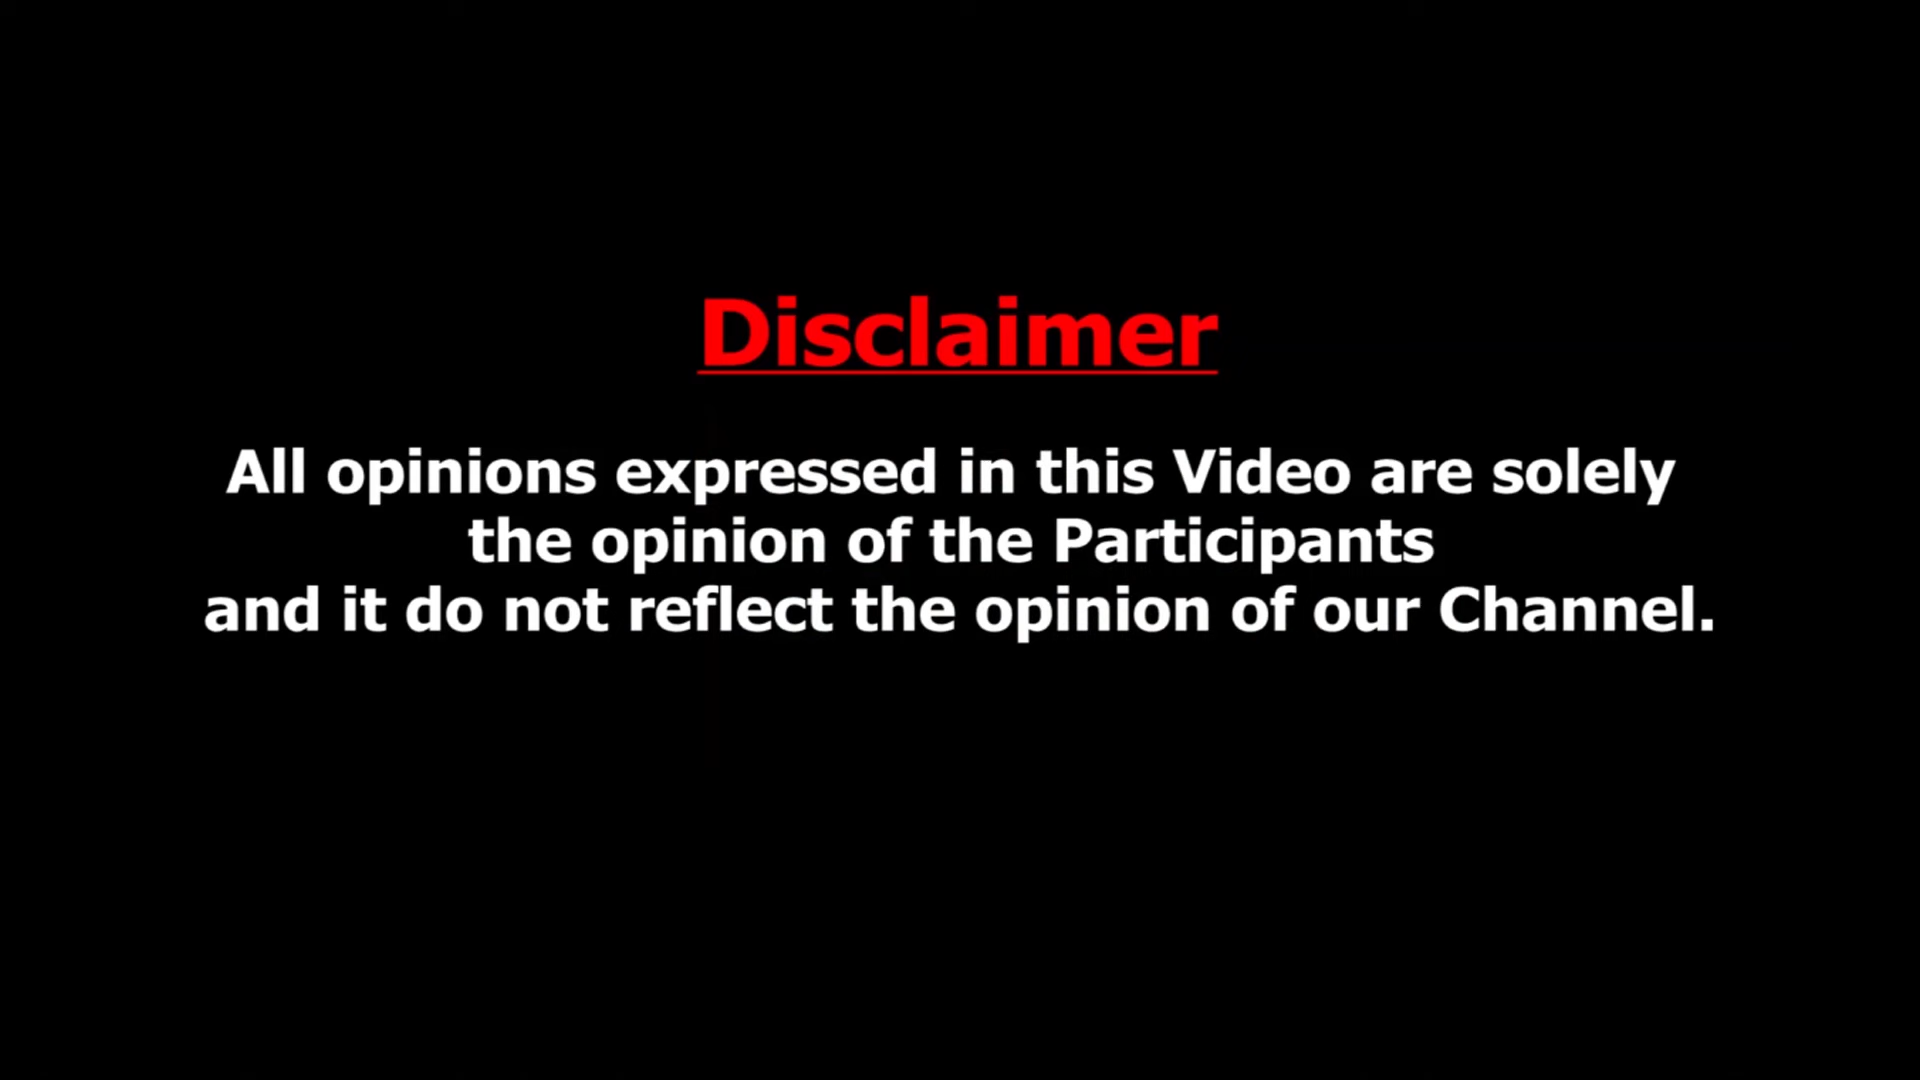 Disclaimer
All opinions expressed in this Video are solely
the opinion of the Participants
and it do not reflect the opinion of our Channel.